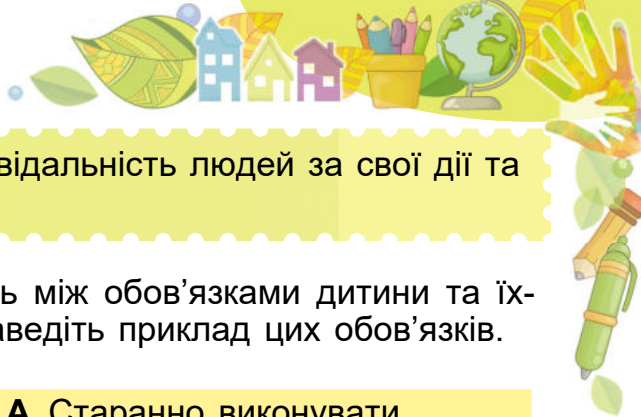 відальність людей за свої дії та
ь між обов’язками дитини та їх-
аведіть приклад цих обов’язків.
А Старанно виконувати